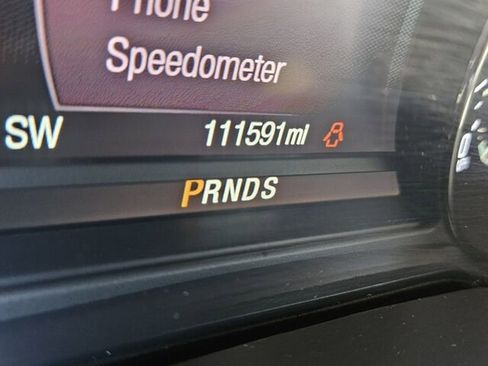 Phone
Speedometer
SW 111591mi
PRNDS